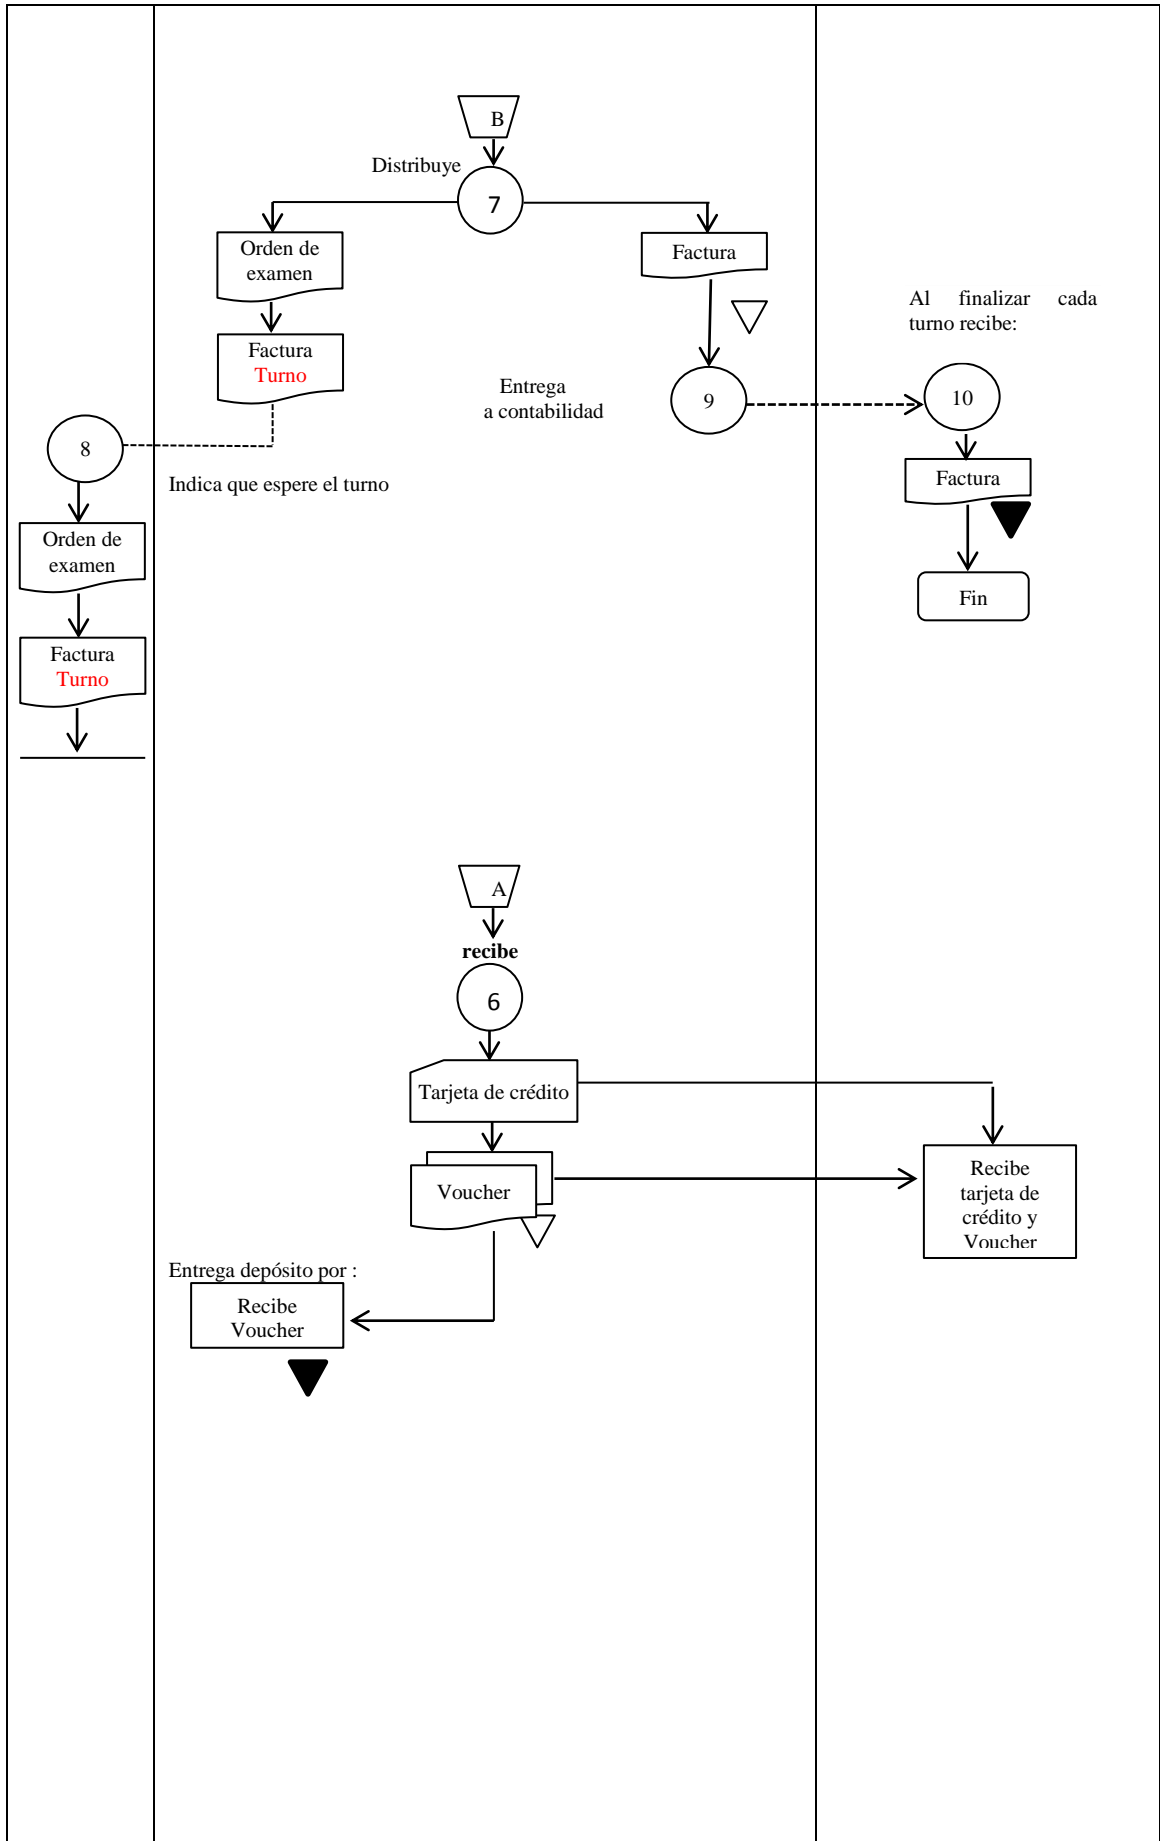 B
Distribuye
7
Orden de
examen
Factura
Factura
Turno
Al finalizar cada
turno recibe:
Entrega
a contabilidad
9
10
8
Indica que espere el turno
Factura
Orden de
examen
Fin
Factura
Turno
A
recibe
6
Tarjeta de crédito
Voucher
Recibe
tarjeta de
crédito y
Voucher
Entrega depósito por :
Recibe
Voucher